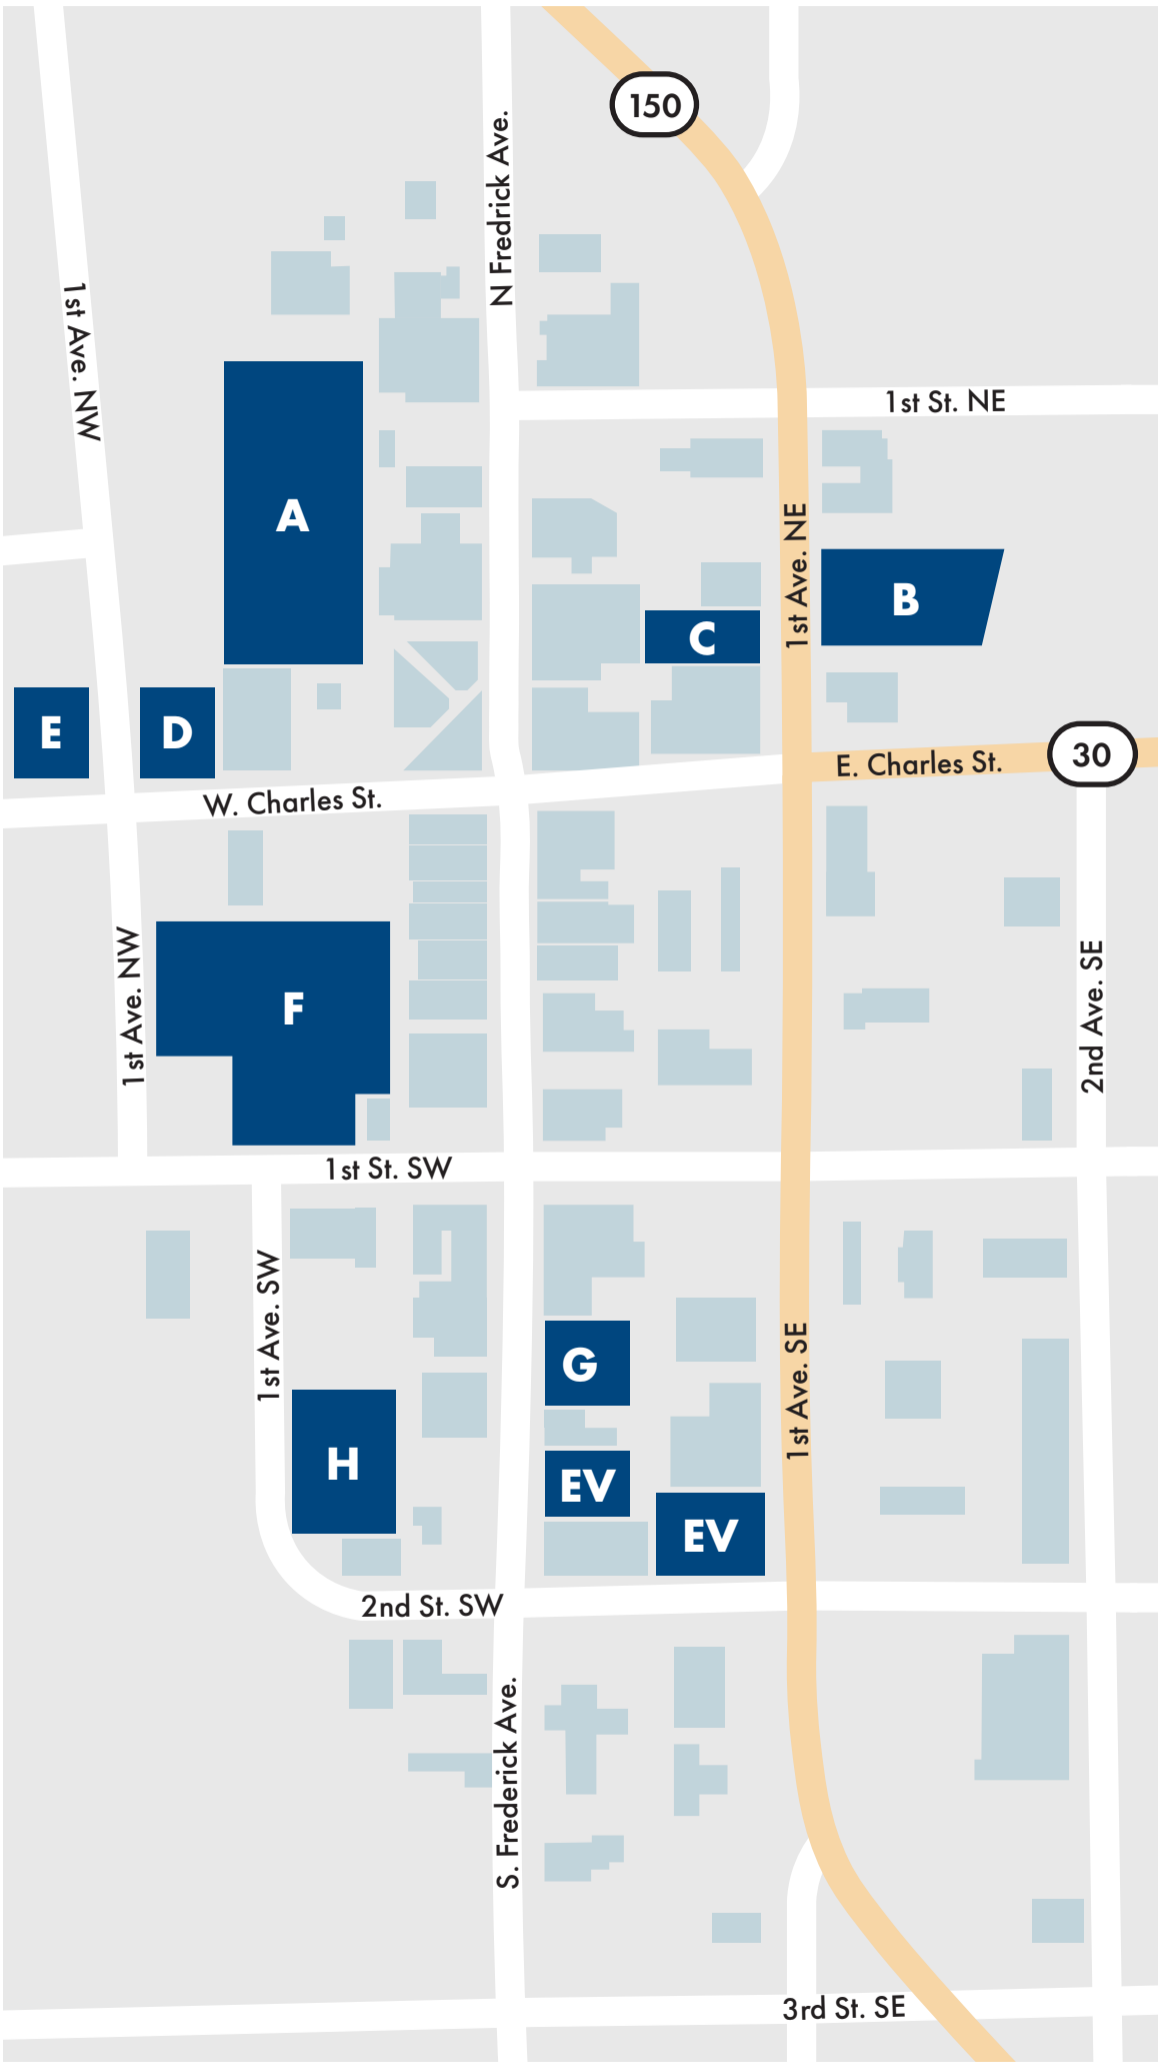 150
N Fredrick Ave.
1st Ave. NW
1st St. NE
A
1st Ave. NE
B
C
E
D
30
E. Charles St.
W. Charles St.
F
1st Ave. NW
2nd Ave. SE
1st St. SW
1st Ave. SW
1st Ave. SE
G
H
EV
EV
2nd St. SW
S. Frederick Ave.
3rd St. SE